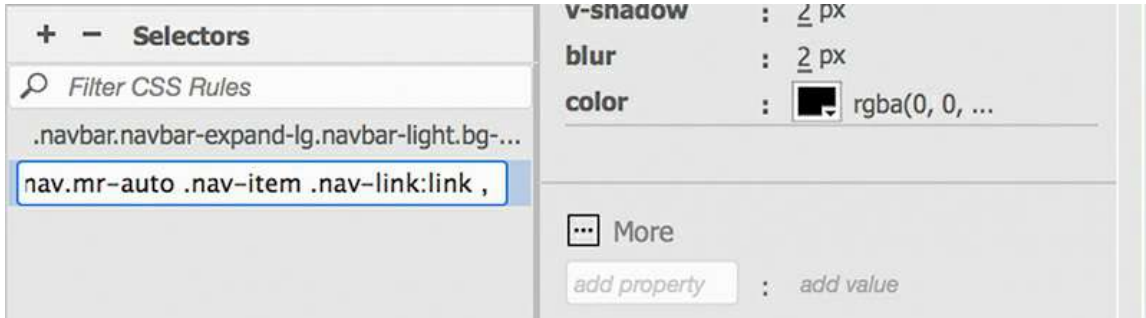 + - Selectors
Filter CSS Rules
.navbar.navbar-expand-lg.navbar-light.bg-...
nav.mr-auto .nav-item .nav-link:link ,
v-shadow : 2 px
blur : 2 px
color : rgba(0, 0, ...
More
add property : add value